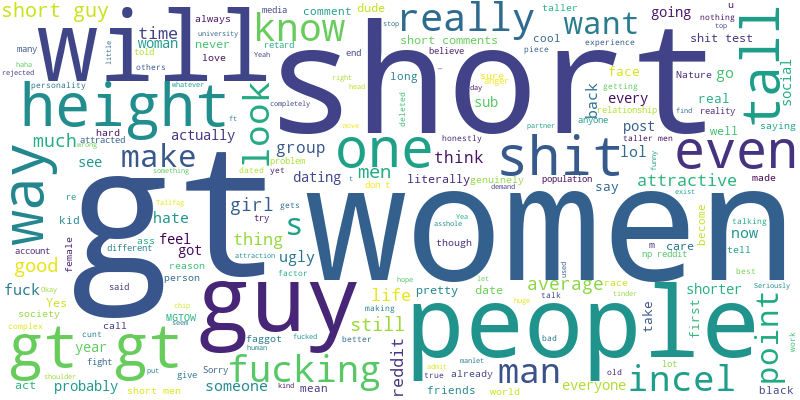 short guy
always
media
comment
dude
stop
taller
going
u
nothing
top
many
time
really
want
tall
will
know
short
told
woman
never
university
cool
experience
shit test
haha
little
others
retard
Yeah
short comments
believe
piece
rejected
personality
love
whatever
end
long
sure
anger
face
Nature
go
social
height
look
completely
right
head
day
sub
back
every
getting
relationship
real
reality
find
ft
move
deleted
anyone
partner
saying
much
hard
attracted
actually
group
one
shit
post
taller men
well
even
honestly
funny
wrong
something
problem
think
lol
way
see
make
men
dated
yet
dating
t
don t
literally
genuinely
demand
population
say
attractive
made
exist
re
Tallfag
gets
girl
s
women
kid
hate
try
Yea
asshole
become
talking
account
different
ass
feel
thing
though
m
care
now
tell
female
got
ugly
attraction
used
np reddit
best
good
reason
person
factor
hope
let
average
race
Seriously
gt
said
fuck
Okay
guy
life
pretty
date
tinder
shorter
Yes
chip
making
huge
talk
society
MGTOW
seem
still
people
take
first
point
complex
cunt
call
faggot
fucked
better
bad
gt
gt
year
fight
human
fucking
reddit
admit
manlet
man
lot
work
shoulder
put
give
Sorry
true
already
old
everyone
incel
act
probably
short men
mean
someone
kind
friends
world
black